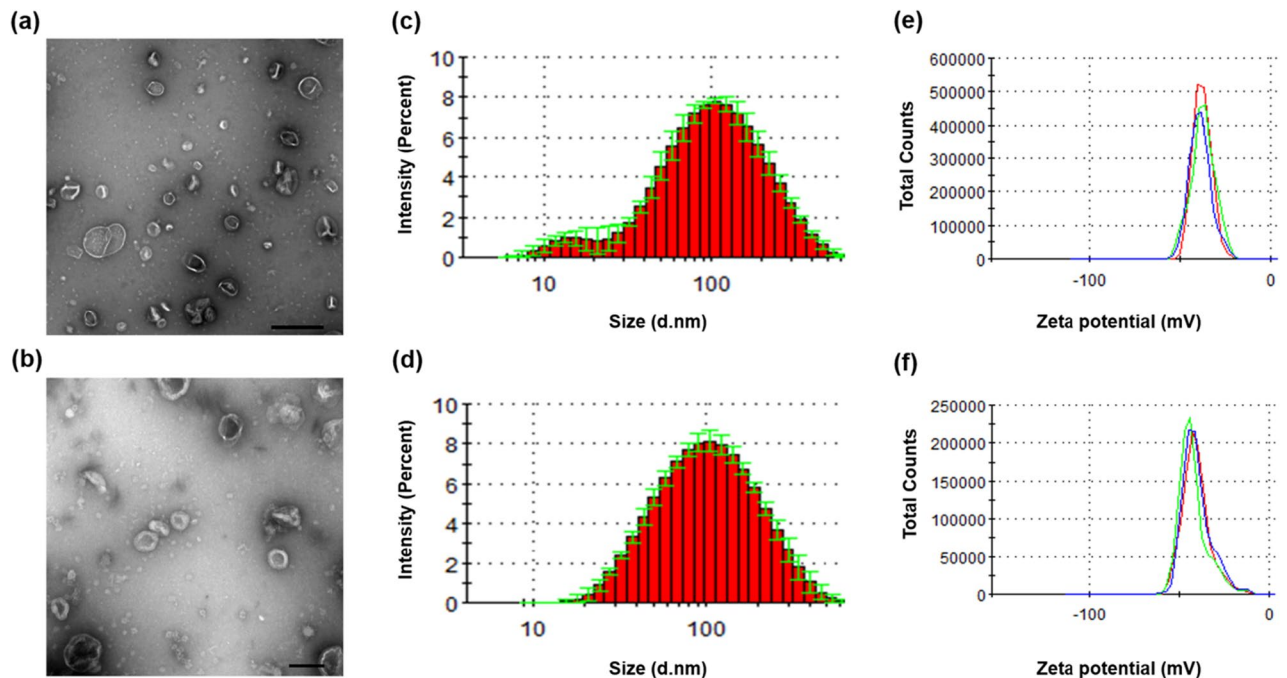 (a)
(c)
10
8
6
4
2
0
Intensity (Percent)
10
100
Size (d.nm)
(e)
600000
500000
400000
300000
200000
100000
0
Total Counts
-100
0
Zeta potential (mV)
(b)
(d)
10
8
6
4
2
0
Intensity (Percent)
10
100
Size (d.nm)
(f)
250000
200000
150000
100000
50000
0
Total Counts
-100
0
Zeta potential (mV)